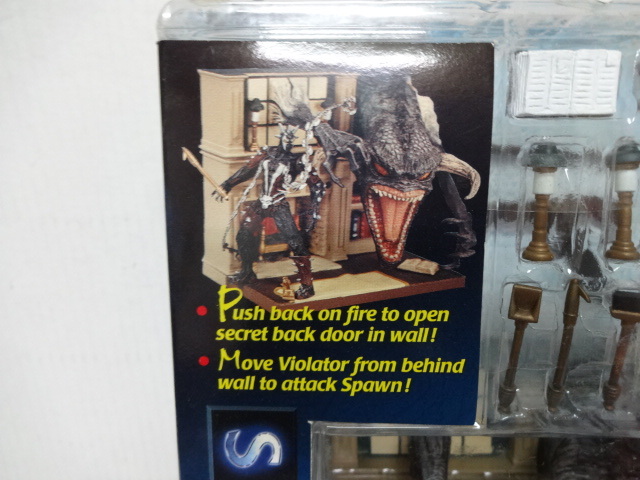 • Push back on fire to open
secret back door in wall!
• Move Violator from behind
wall to attack Spawn!
S